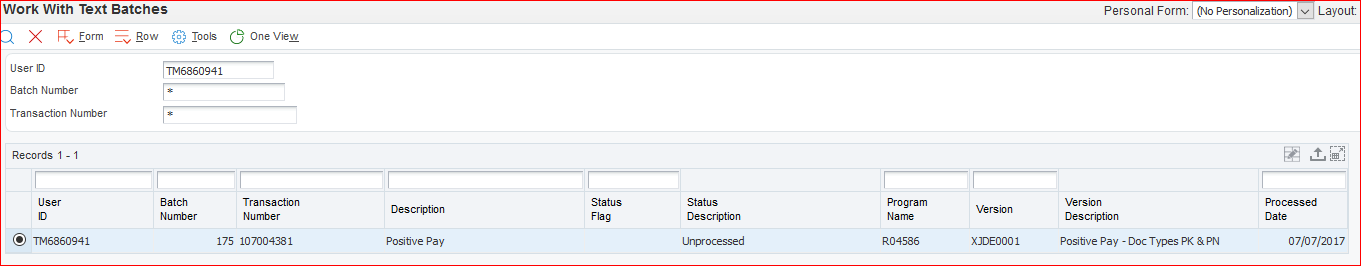 Work With Text Batches Personal Form: (No Personalization) Layout:
Form Row Tools One View
User ID TM6860941
Batch Number *
Transaction Number *
Records 1 - 1
User ID Batch Number Transaction Number Description Status Flag Status Description Program Name Version Version Description Processed Date
TM6860941 175 107004381 Positive Pay Unprocessed R04586 XJDE0001 Positive Pay - Doc Types PK & PN 07/07/2017